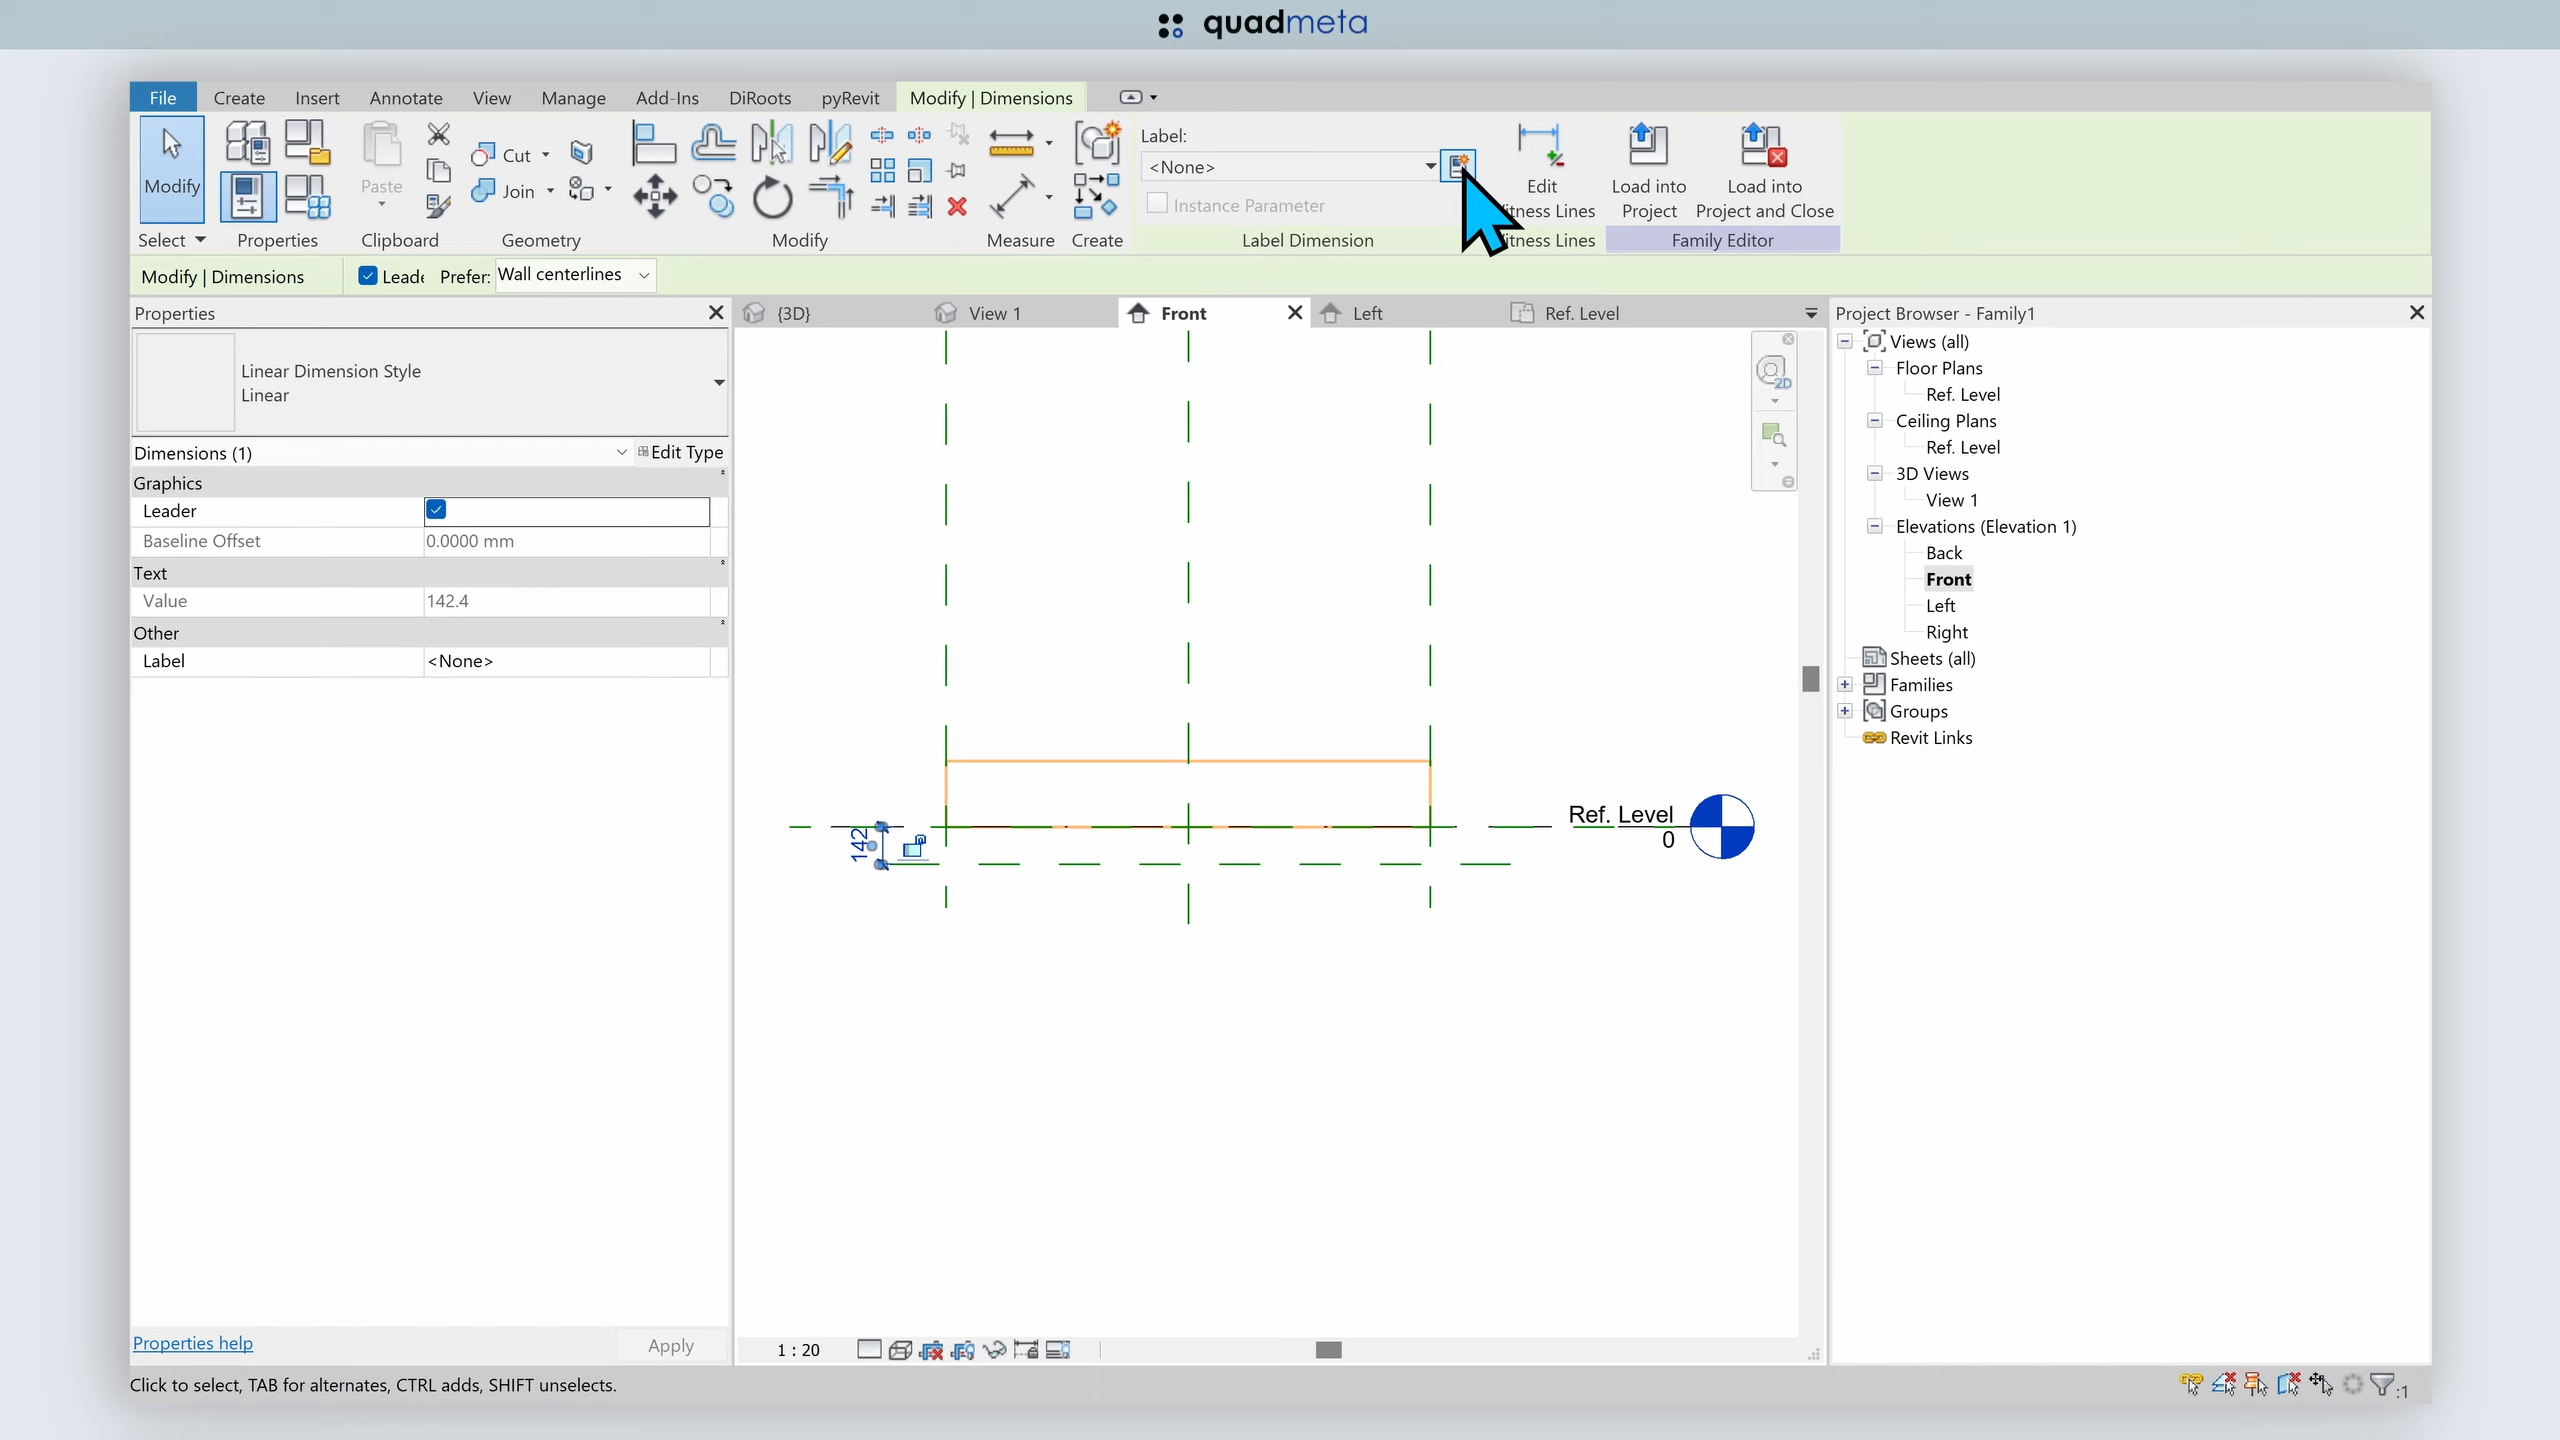 quadmeta
File Create Insert Annotate View Manage Add-Ins DiRoots pyRevit Modify | Dimensions
Modify
Paste
Cut
Join
Label:
<None>
Instance Parameter
Edit
Load into
Project
Load into
Project and Close
Select Properties Clipboard Geometry Modify Measure Create Label Dimension Lines Family Editor
Modify | Dimensions Prefer: Wall centerlines
Properties
Linear Dimension Style
Linear
Dimensions (1) Edit Type
Graphics
Leader
Baseline Offset 0.0000 mm
Text
Value 142.4
Other
Label <None>
Properties help Apply
{3D} View 1 Front Left Ref. Level
2D
142
Ref. Level
0
1 : 20
Project Browser - Family1
Views (all)
Floor Plans
Ref. Level
Ceiling Plans
Ref. Level
3D Views
View 1
Elevations (Elevation 1)
Back
Front
Left
Right
Sheets (all)
Families
Groups
Revit Links
Click to select, TAB for alternates, CTRL adds, SHIFT unselects.
:1